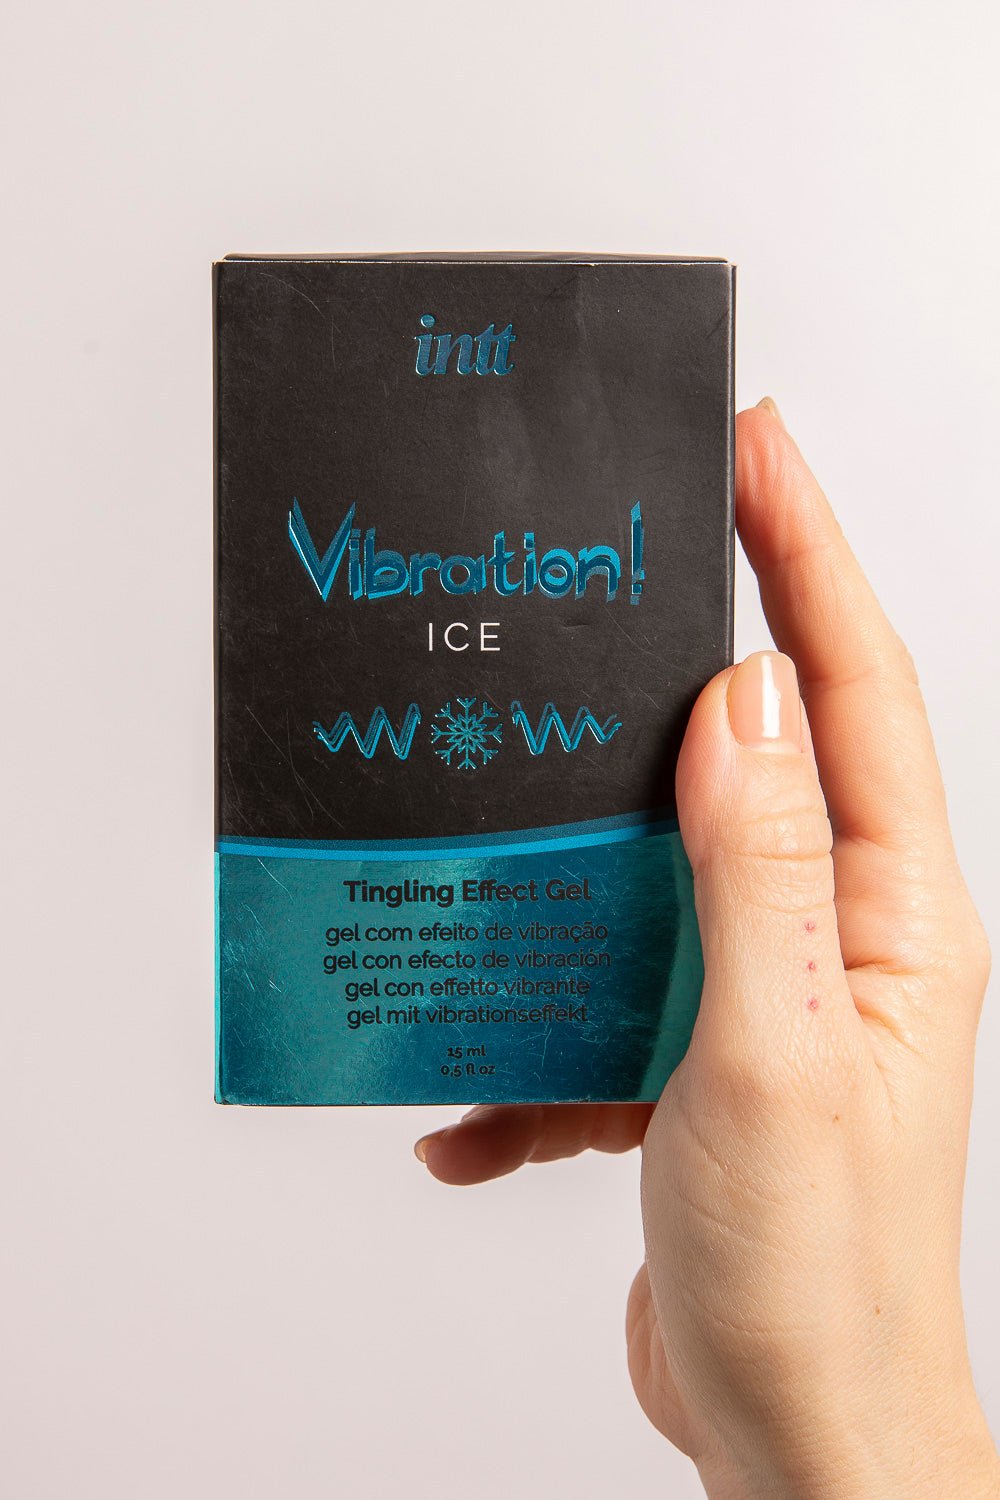 intt
Vibration!
ICE
Tingling Effect Gel
gel com efeito de vibração
gel con efecto de vibración
gel con effetto vibrante
gel mit vibrationseffekt
15 ml
0,5 fl oz